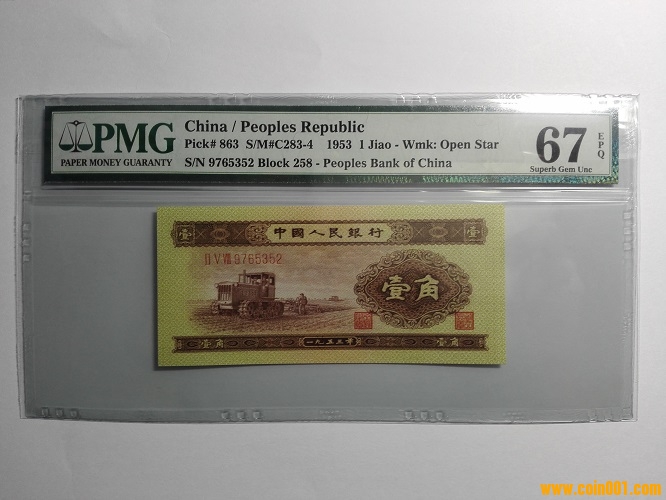 PMG
PAPER MONEY GUARANTY
China / Peoples Republic
Pick# 863 S/M#C283-4 1953 1 Jiao - Wmk: Open Star
S/N 9765352 Block 258 - Peoples Bank of China
67
EPQ
Superb Gem Unc
中國人民銀行
壹
壹
II V VIII 9765352
壹角
壹角
一九五三年
壹角
www.coin001.com